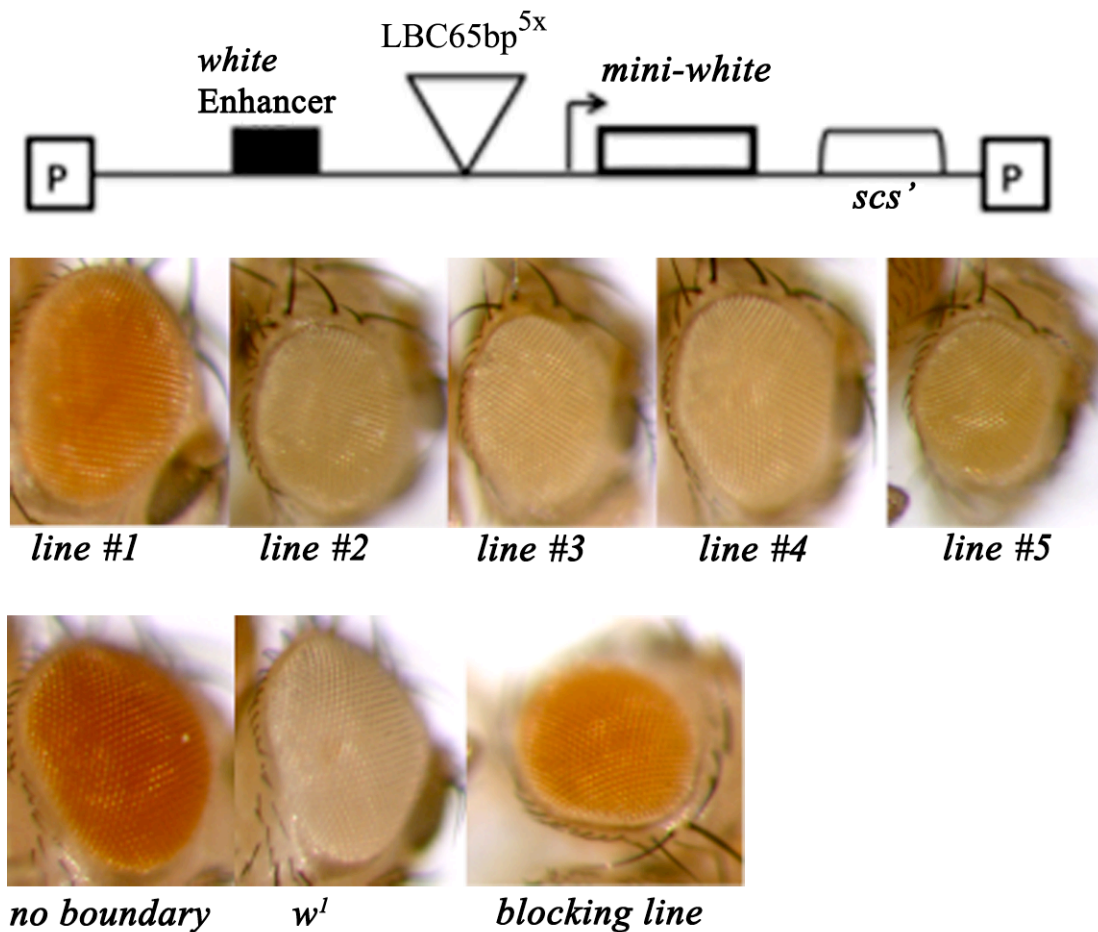 LBC65bp5x
white
Enhancer
mini-white
P
P
scs’
line #1
line #2
line #3
line #4
line #5
no boundary
w1
blocking line